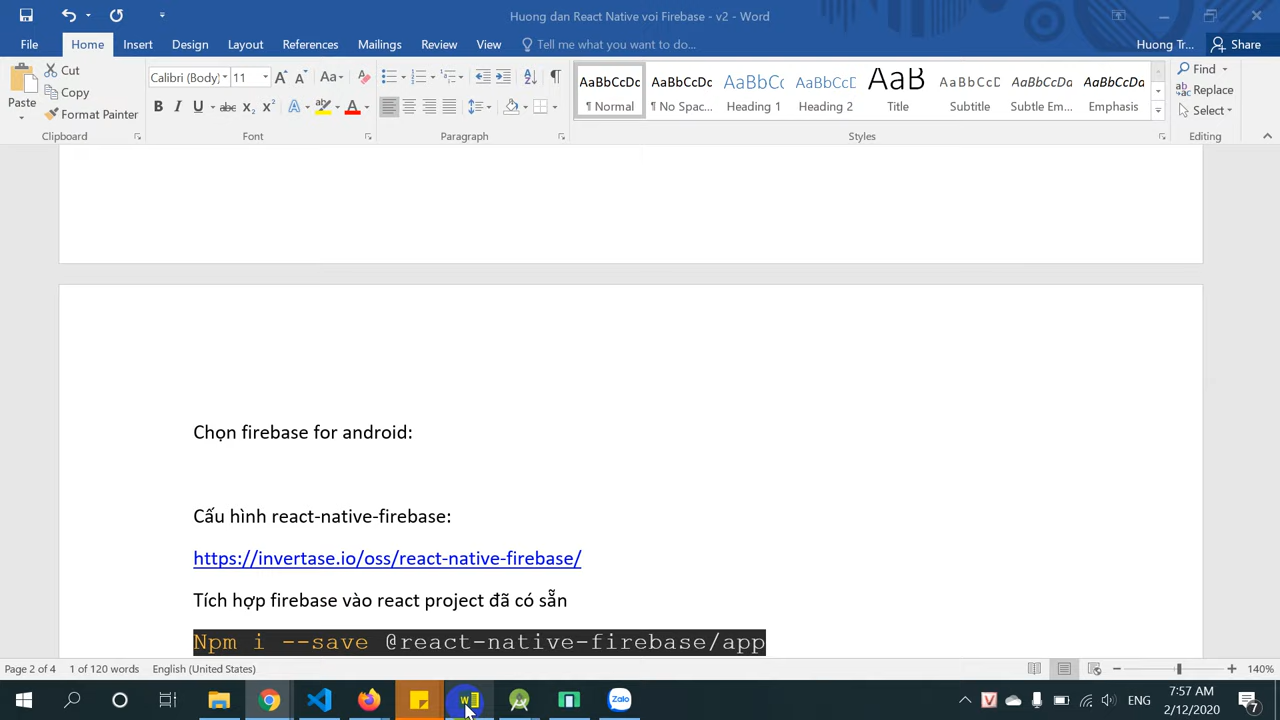 Huong dan React Native voi Firebase - v2 - Word
File Home Insert Design Layout References Mailings Review View Tell me what you want to do... Huong Tr... Share
Paste Cut Copy Format Painter
Clipboard
Calibri (Body) 11
Font
Paragraph
AaBbCcDc AaBbCcDc AaBbCc AaBbCcD AaB AaBbCcD AaBbCcDc AaBbCcDc
¶ Normal ¶ No Spac... Heading 1 Heading 2 Title Subtitle Subtle Em... Emphasis
Styles
Find Replace Select
Editing
Chọn firebase for android:
Cấu hình react-native-firebase:
https://invertase.io/oss/react-native-firebase/
Tích hợp firebase vào react project đã có sẵn
Npm i --save @react-native-firebase/app
Page 2 of 4 1 of 120 words English (United States) 140%
Zalo
ENG
7:57 AM
2/12/2020
7